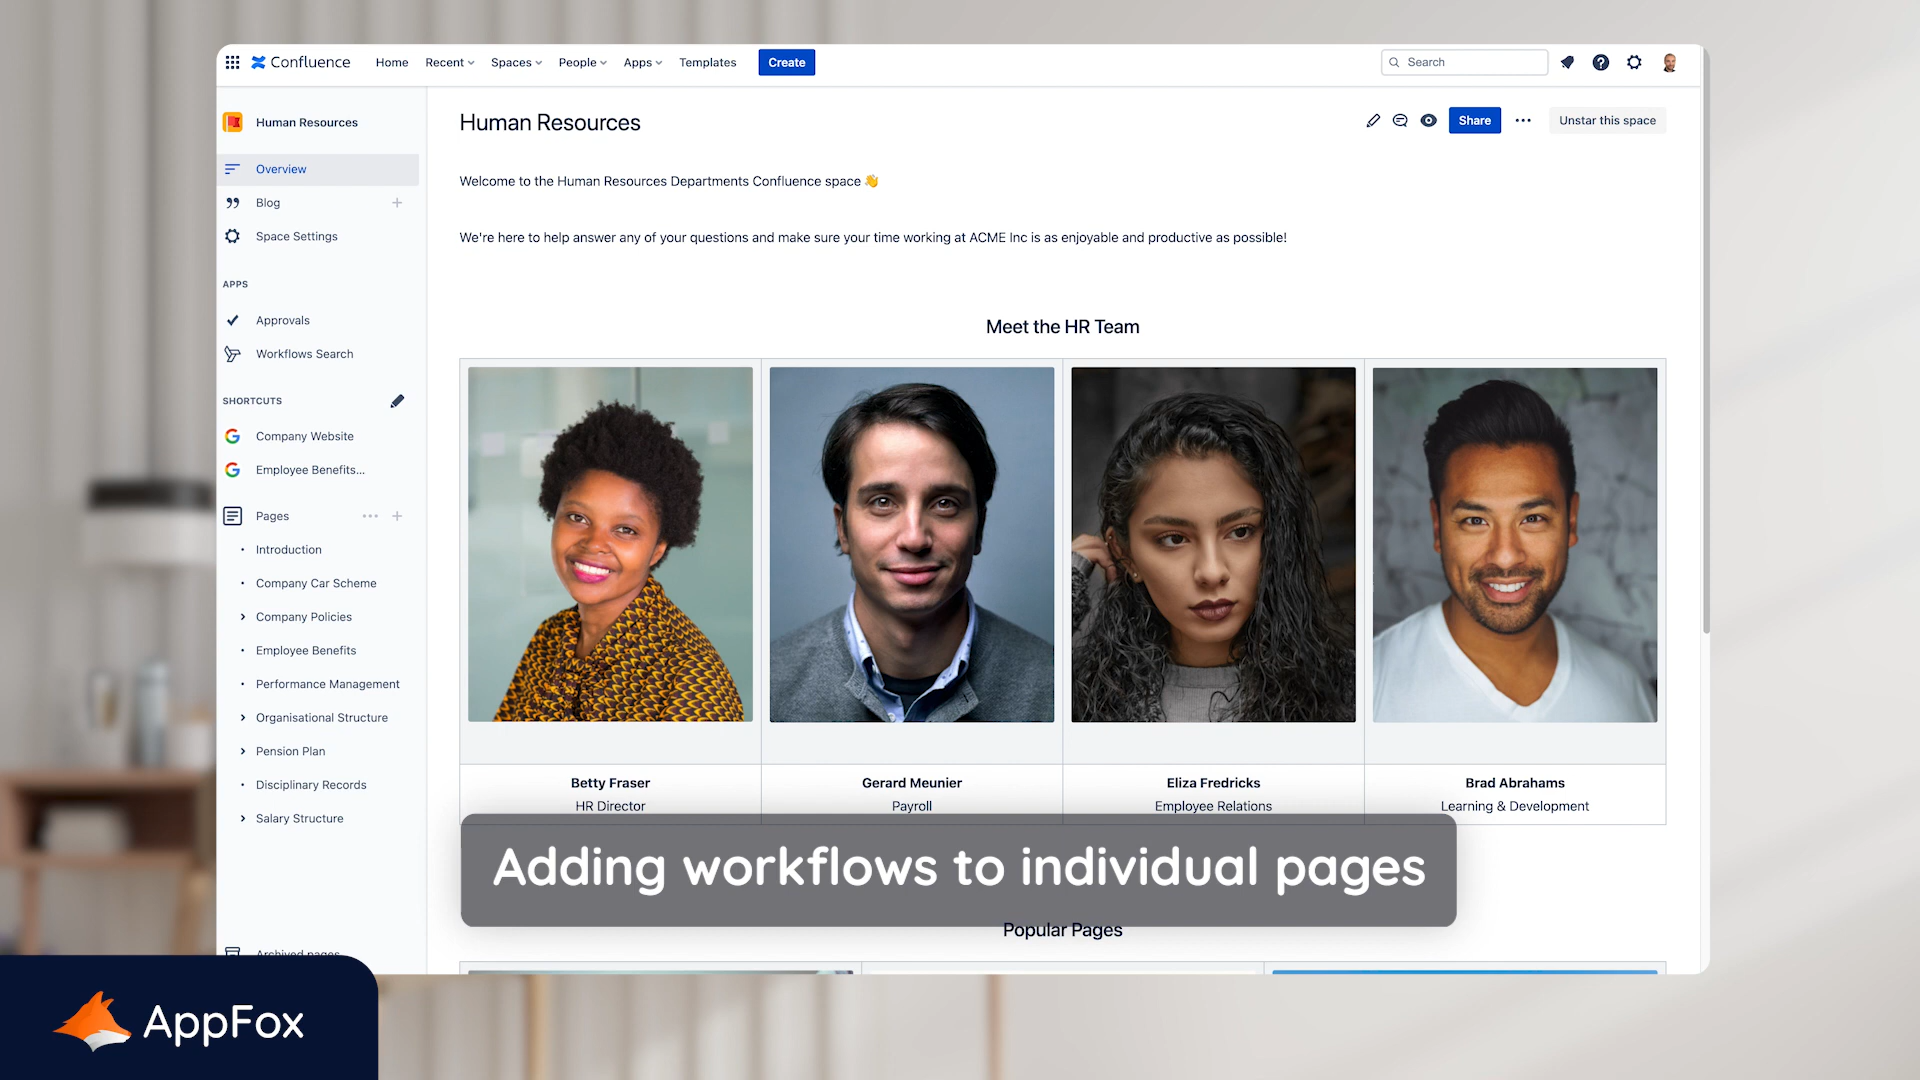 Confluence
Home
Recent
Spaces
People
Apps
Templates
Create
Search
Human Resources
Overview
Blog
Space Settings
APPS
Approvals
Workflows Search
SHORTCUTS
Company Website
Employee Benefits...
Pages
Introduction
Company Car Scheme
Company Policies
Employee Benefits
Performance Management
Organisational Structure
Pension Plan
Disciplinary Records
Salary Structure
Archived pages
Human Resources
Share
Unstar this space
Welcome to the Human Resources Departments Confluence space 👋
We're here to help answer any of your questions and make sure your time working at ACME Inc is as enjoyable and productive as possible!
Meet the HR Team
Betty Fraser
HR Director
Gerard Meunier
Payroll
Eliza Fredricks
Employee Relations
Brad Abrahams
Learning & Development
Adding workflows to individual pages
Popular Pages
AppFox